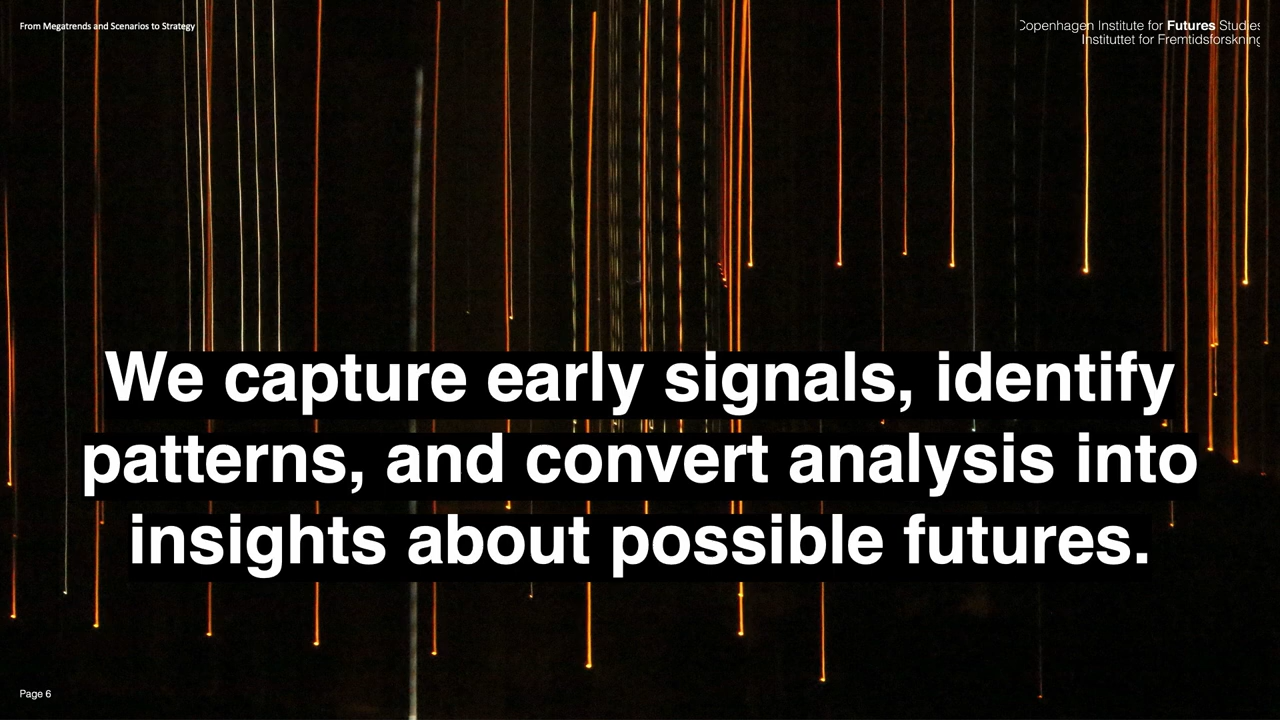 From Megatrends and Scenarios to Strategy
Copenhagen Institute for Futures Studies
Instituttet for Fremtidsforskning
We capture early signals, identify
patterns, and convert analysis into
insights about possible futures.
Page 6